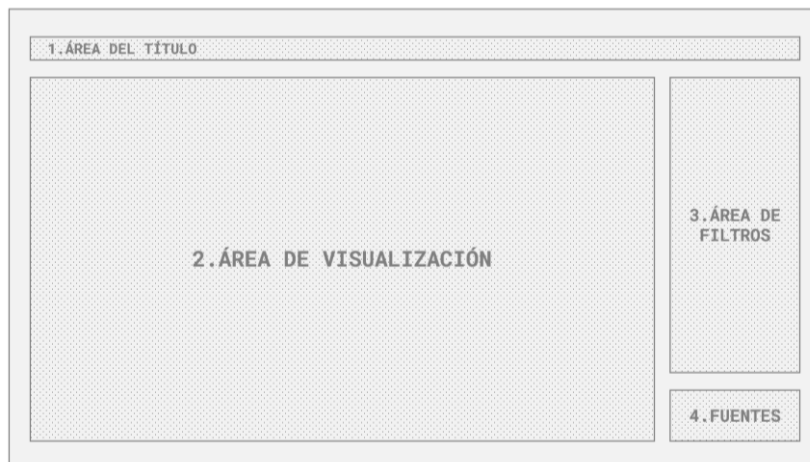 1.ÁREA DEL TÍTULO
2.ÁREA DE VISUALIZACIÓN
3.ÁREA DE
FILTROS
4.FUENTES